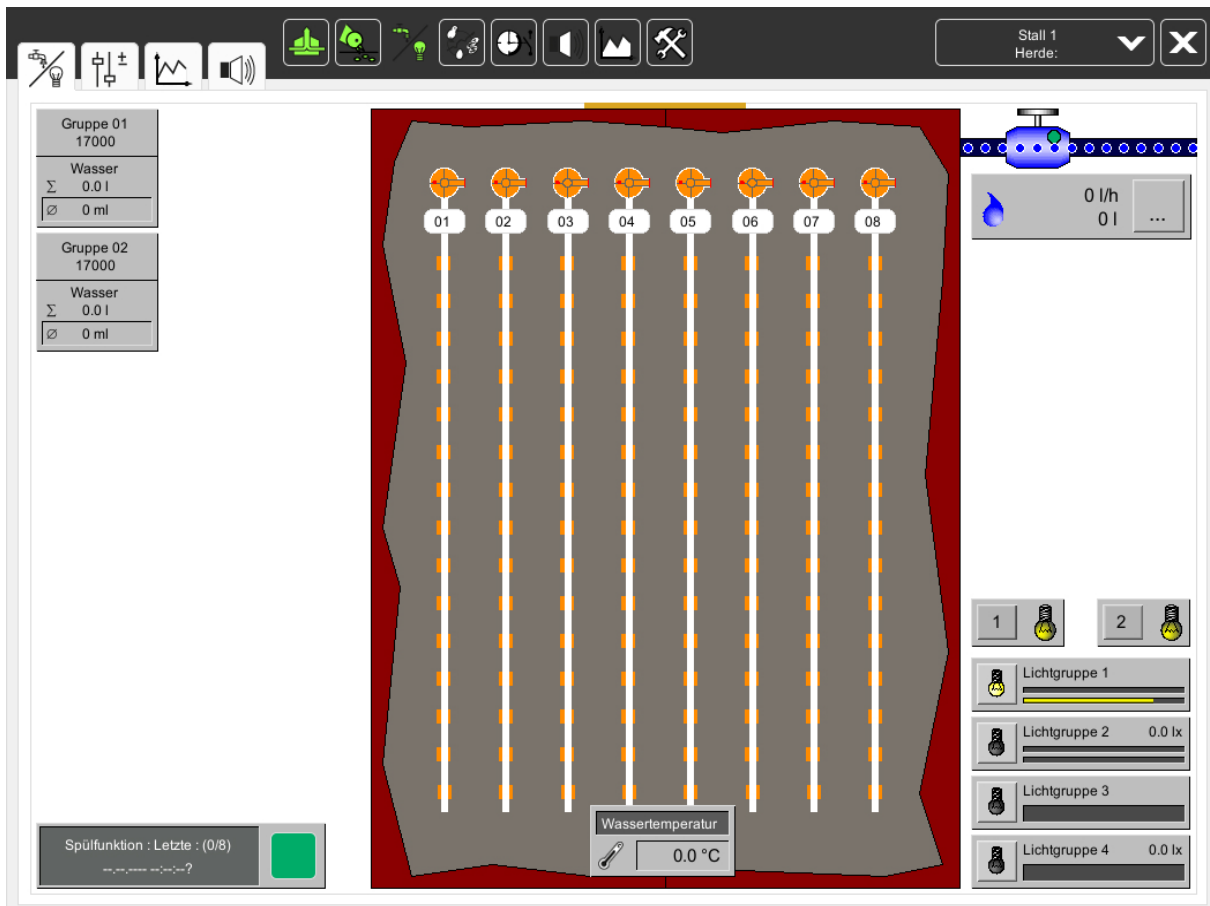 Stall 1
Herde:
Gruppe 01
17000
Wasser
Σ 0.0 l
∅ 0 ml
Gruppe 02
17000
Wasser
Σ 0.0 l
∅ 0 ml
01 02 03 04 05 06 07 08
0 l/h
0 l
...
1 2
Lichtgruppe 1
Lichtgruppe 2 0.0 lx
Lichtgruppe 3
Lichtgruppe 4 0.0 lx
Wassertemperatur
0.0 °C
Spülfunktion : Letzte : (0/8)
--.--.---- --:--:--?